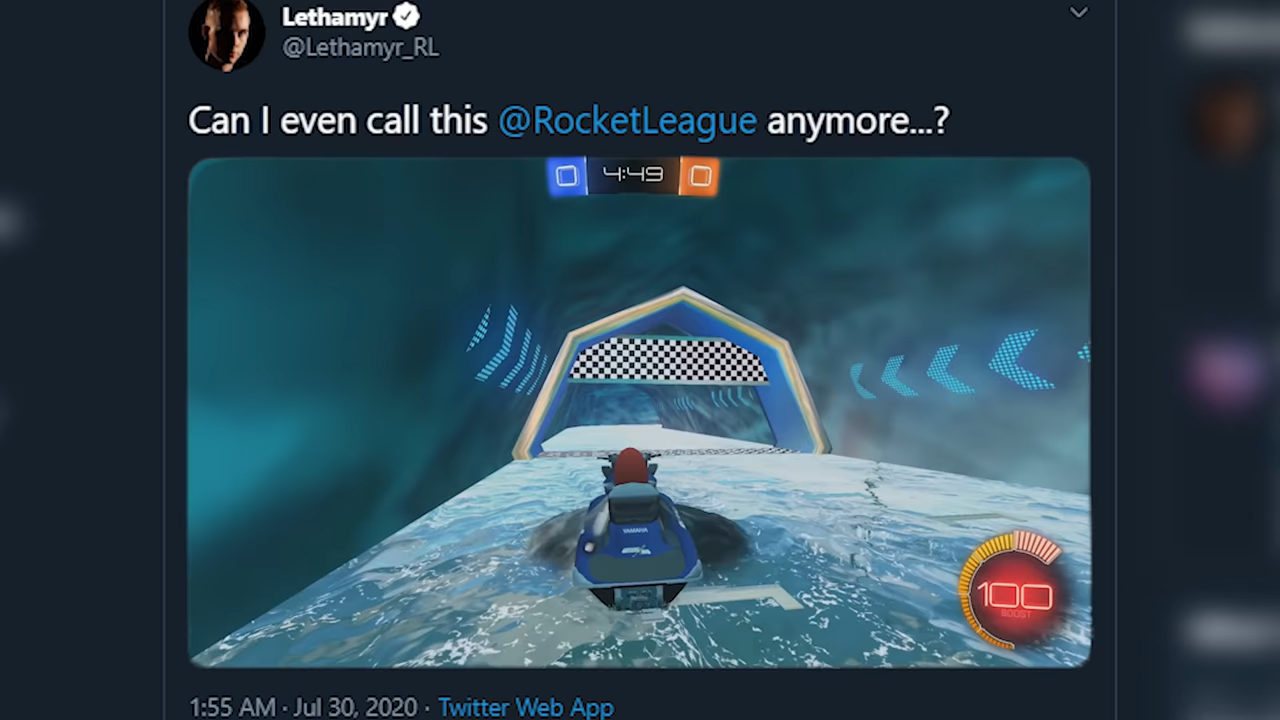 Lethamyr
@Lethamyr_RL
Can I even call this @RocketLeague anymore...?
0 4:49 0
YAMAHA
100
BOOST
1:55 AM · Jul 30, 2020 · Twitter Web App